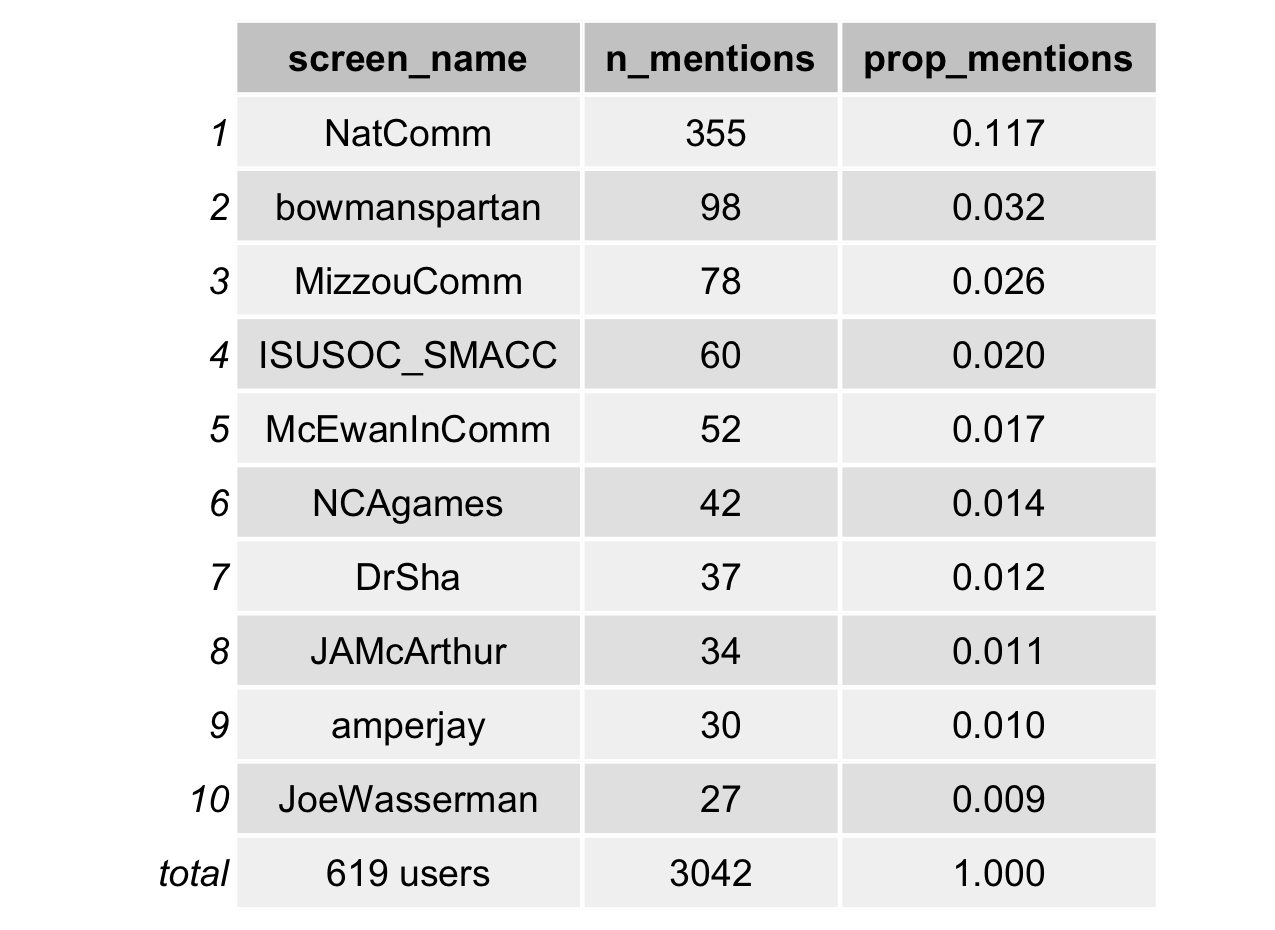 screen_name n_mentions prop_mentions
1 NatComm 355 0.117
2 bowmanspartan 98 0.032
3 MizzouComm 78 0.026
4 ISUSOC_SMACC 60 0.020
5 McEwanInComm 52 0.017
6 NCAgames 42 0.014
7 DrSha 37 0.012
8 JAMcArthur 34 0.011
9 amperjay 30 0.010
10 JoeWasserman 27 0.009
total 619 users 3042 1.000